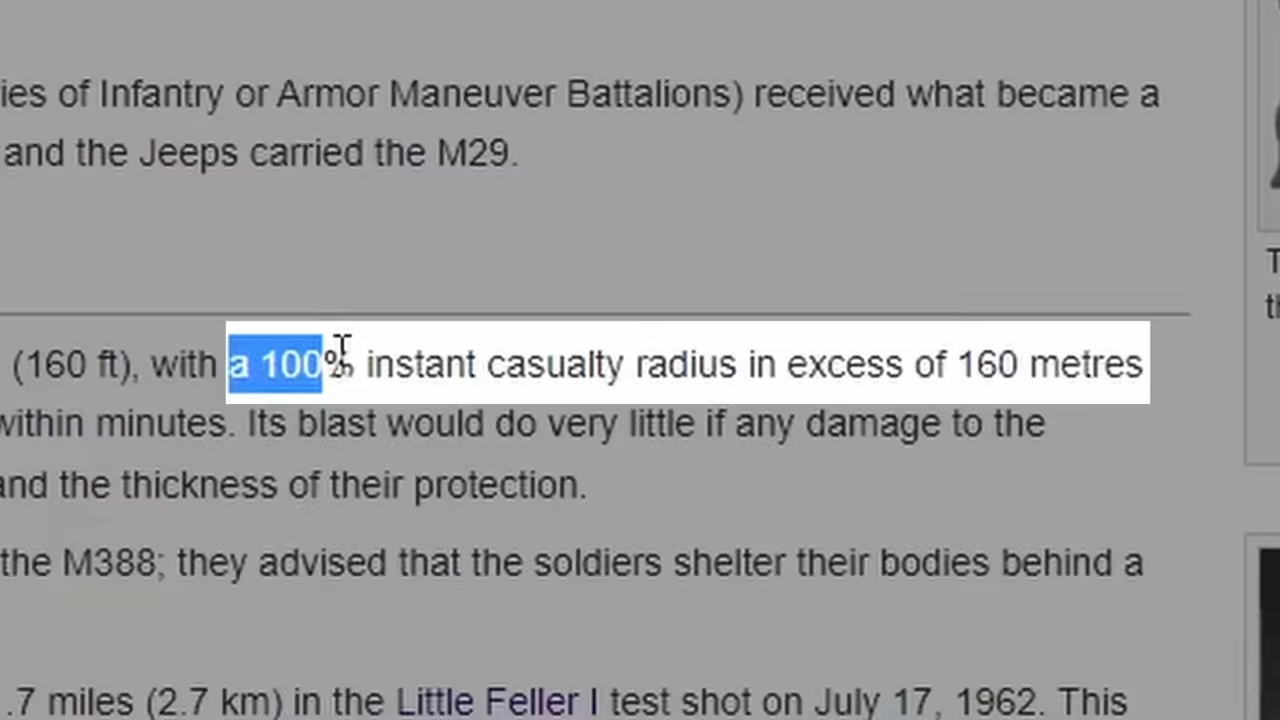 ies of Infantry or Armor Maneuver Battalions) received what became a
and the Jeeps carried the M29.
(160 ft), with a 100% instant casualty radius in excess of 160 metres
within minutes. Its blast would do very little if any damage to the
and the thickness of their protection.
the M388; they advised that the soldiers shelter their bodies behind a
.7 miles (2.7 km) in the Little Feller I test shot on July 17, 1962. This
T
th